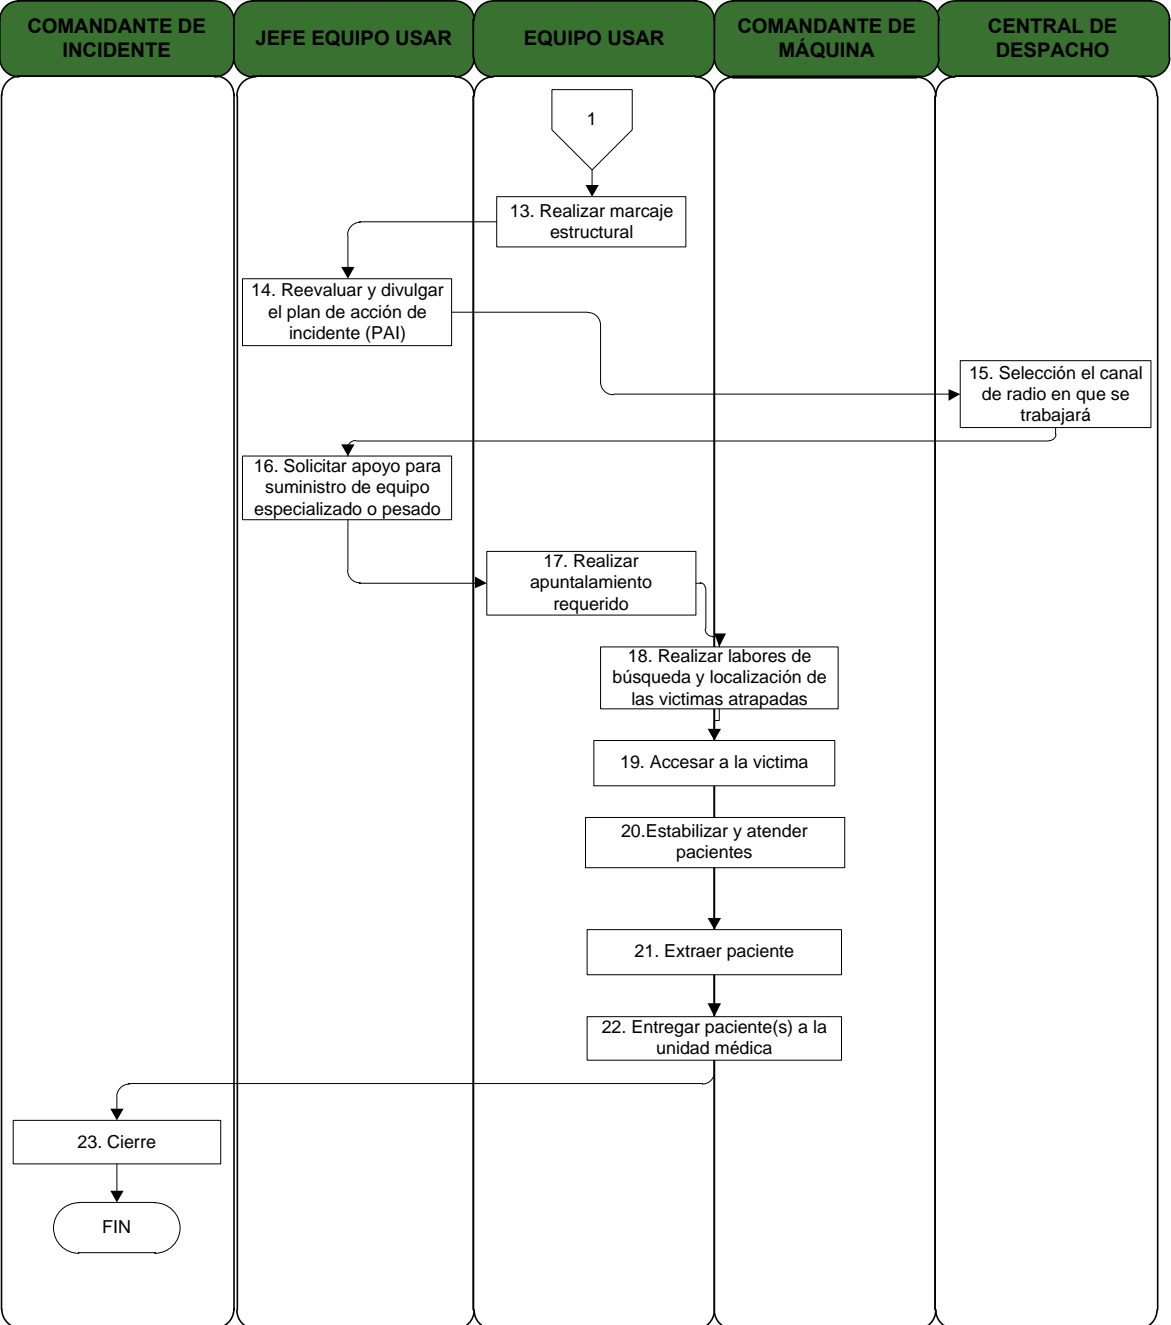 COMANDANTE DE
INCIDENTE
JEFE EQUIPO USAR
EQUIPO USAR
COMANDANTE DE
MÁQUINA
CENTRAL DE
DESPACHO
1
13. Realizar marcaje
estructural
14. Reevaluar y divulgar
el plan de acción de
incidente (PAI)
15. Selección el canal
de radio en que se
trabajará
16. Solicitar apoyo para
suministro de equipo
especializado o pesado
17. Realizar
apuntalamiento
requerido
18. Realizar labores de
búsqueda y localización de
las victimas atrapadas
19. Accesar a la victima
20.Estabilizar y atender
pacientes
21. Extraer paciente
22. Entregar paciente(s) a la
unidad médica
23. Cierre
FIN